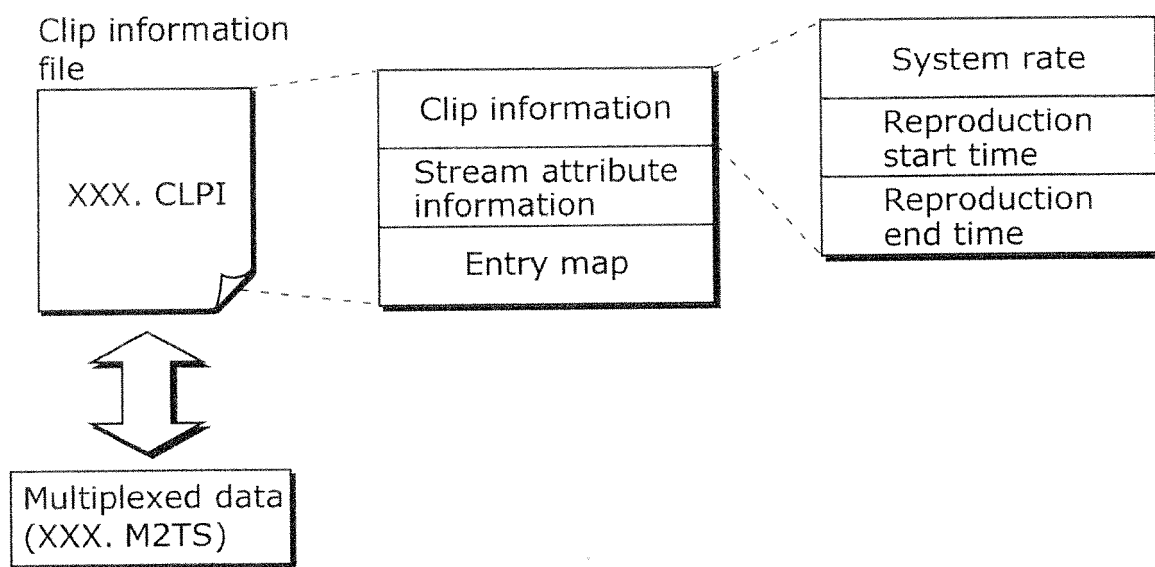 Clip information
file
XXX. CLPI
Clip information
Stream attribute
information
Entry map
System rate
Reproduction
start time
Reproduction
end time
Multiplexed data
(XXX. M2TS)